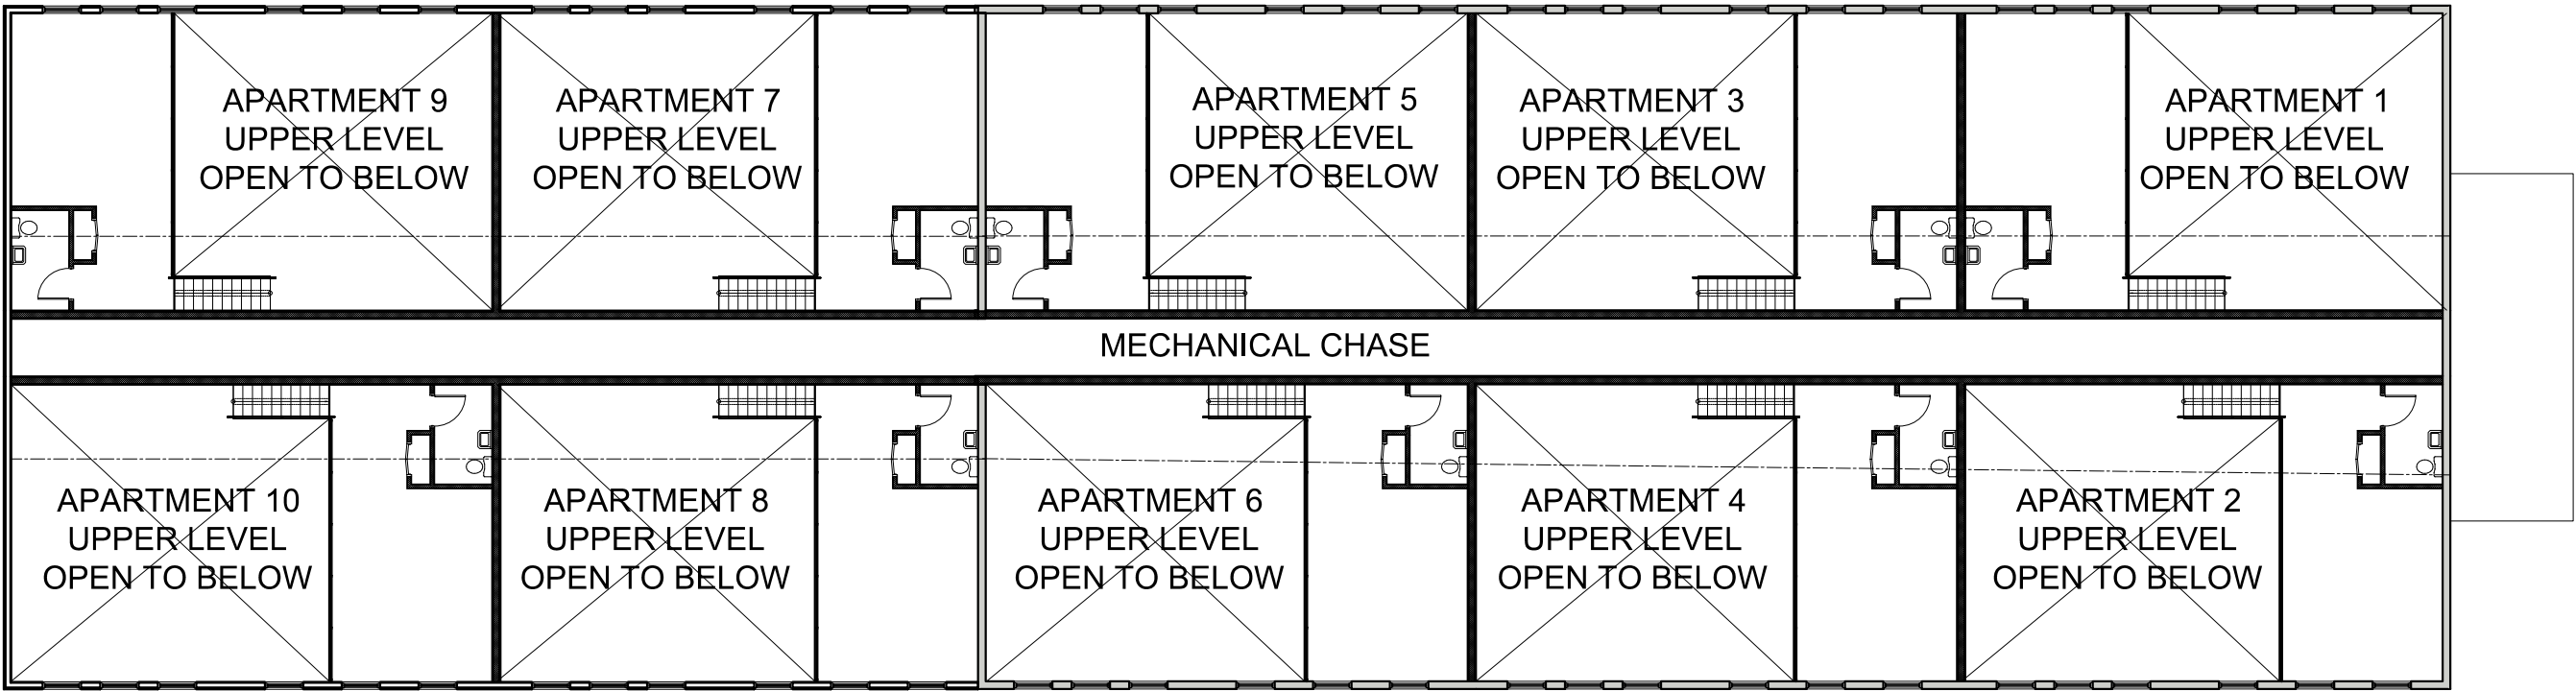 APARTMENT 9
UPPER LEVEL
OPEN TO BELOW
APARTMENT 7
UPPER LEVEL
OPEN TO BELOW
APARTMENT 5
UPPER LEVEL
OPEN TO BELOW
APARTMENT 3
UPPER LEVEL
OPEN TO BELOW
APARTMENT 1
UPPER LEVEL
OPEN TO BELOW
MECHANICAL CHASE
APARTMENT 10
UPPER LEVEL
OPEN TO BELOW
APARTMENT 8
UPPER LEVEL
OPEN TO BELOW
APARTMENT 6
UPPER LEVEL
OPEN TO BELOW
APARTMENT 4
UPPER LEVEL
OPEN TO BELOW
APARTMENT 2
UPPER LEVEL
OPEN TO BELOW